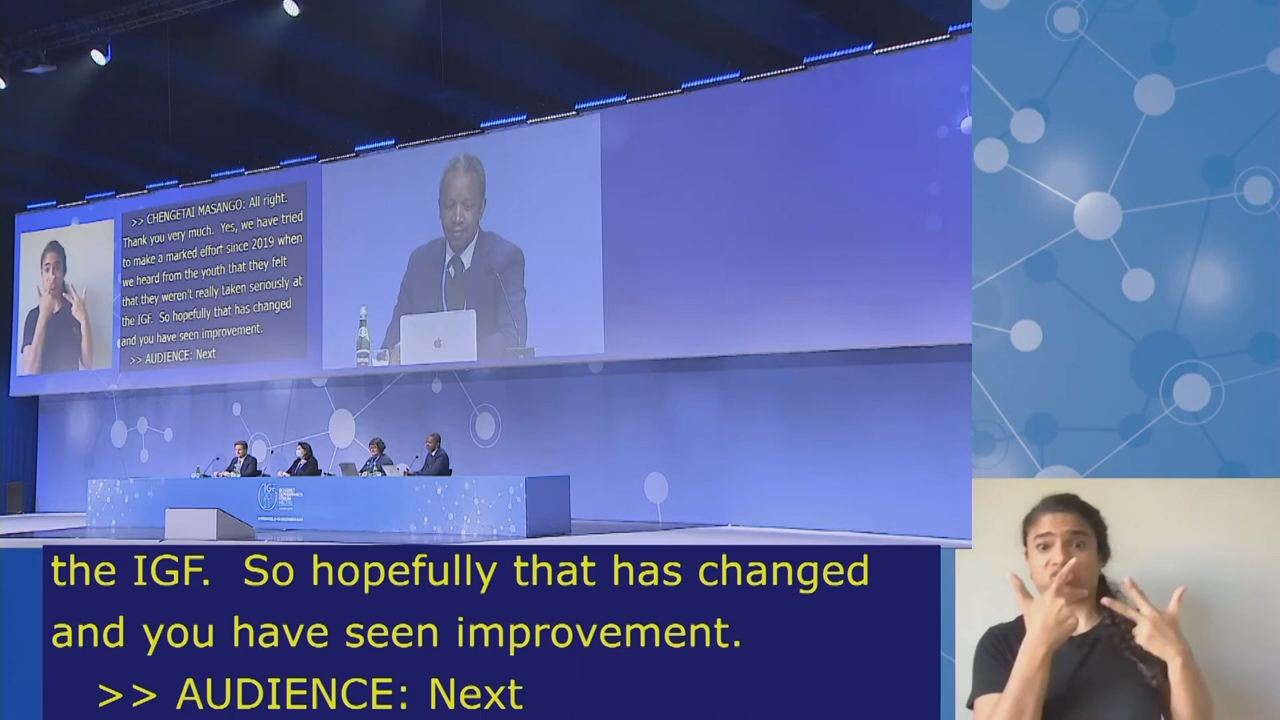 >> CHENGETAI MASANGO: All right.
Thank you very much. Yes, we have tried
to make a marked effort since 2019 when
we heard from the youth that they felt
that they weren't really taken seriously at
the IGF. So hopefully that has changed
and you have seen improvement.
>> AUDIENCE: Next
the IGF. So hopefully that has changed
and you have seen improvement.
>> AUDIENCE: Next